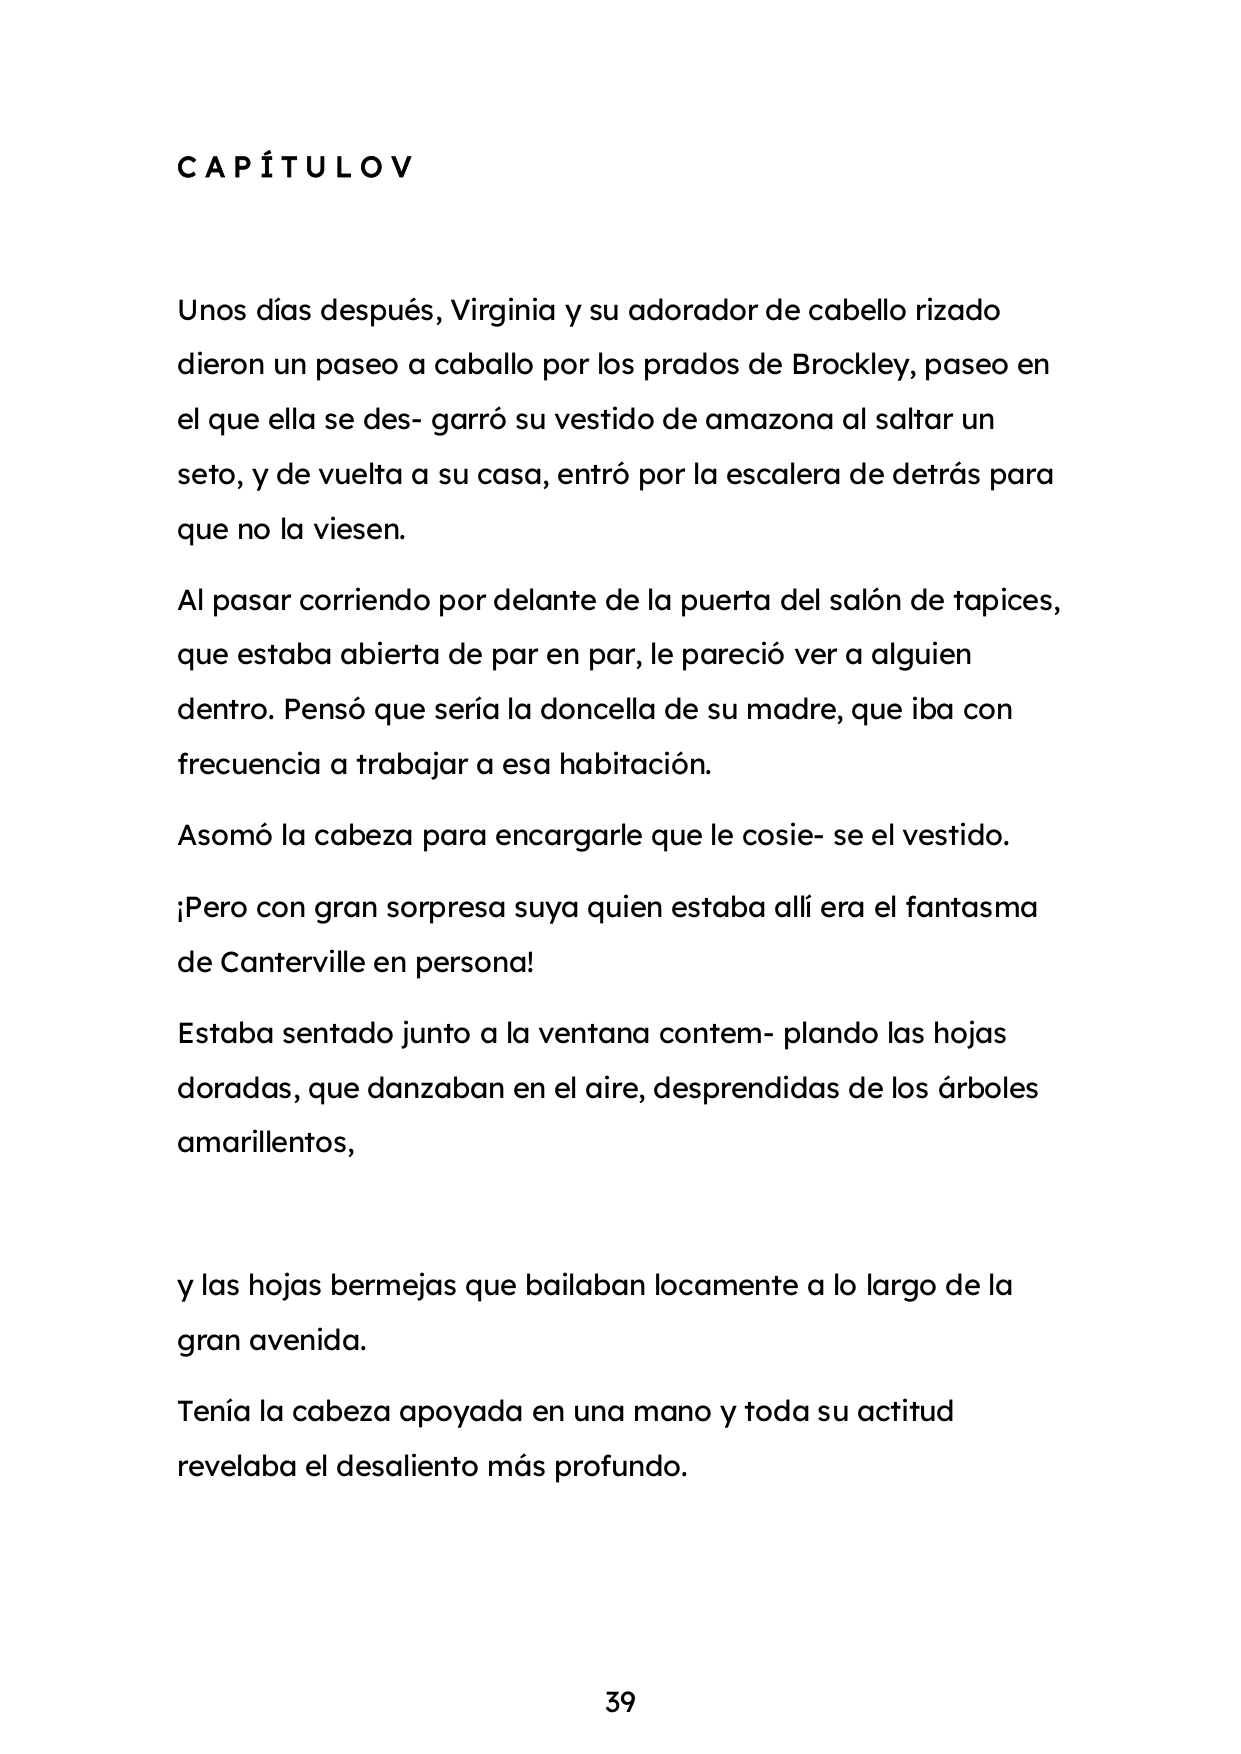 CAPÍTULOV
Unos días después, Virginia y su adorador de cabello rizado
dieron un paseo a caballo por los prados de Brockley, paseo en
el que ella se des- garró su vestido de amazona al saltar un
seto, y de vuelta a su casa, entró por la escalera de detrás para
que no la viesen.
Al pasar corriendo por delante de la puerta del salón de tapices,
que estaba abierta de par en par, le pareció ver a alguien
dentro. Pensó que sería la doncella de su madre, que iba con
frecuencia a trabajar a esa habitación.
Asomó la cabeza para encargarle que le cosie- se el vestido.
¡Pero con gran sorpresa suya quien estaba allí era el fantasma
de Canterville en persona!
Estaba sentado junto a la ventana contem- plando las hojas
doradas, que danzaban en el aire, desprendidas de los árboles
amarillentos,
y las hojas bermejas que bailaban locamente a lo largo de la
gran avenida.
Tenía la cabeza apoyada en una mano y toda su actitud
revelaba el desaliento más profundo.
39